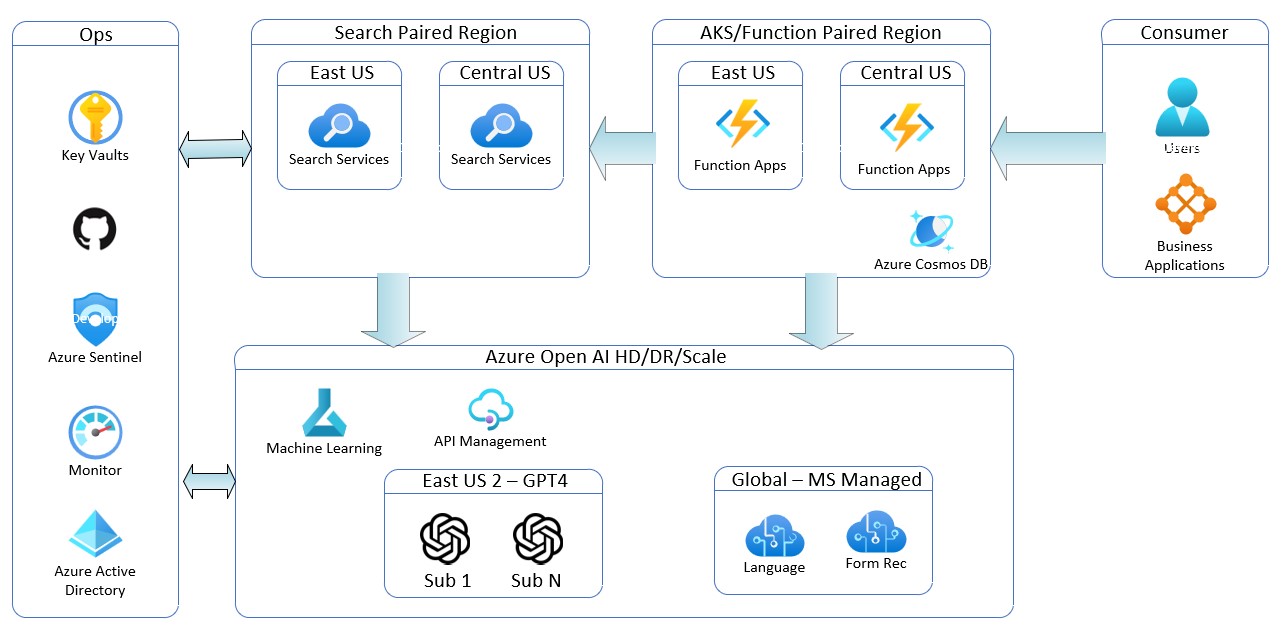 Ops
Key Vaults
Develop
Azure Sentinel
Monitor
Azure Active
Directory
Search Paired Region
East US
Search Services
Central US
Search Services
AKS/Function Paired Region
East US
Function Apps
Central US
Function Apps
Azure Cosmos DB
Consumer
Users
Business
Applications
Azure Open AI HD/DR/Scale
Machine Learning
API Management
East US 2 – GPT4
Sub 1
Sub N
Global – MS Managed
Language
Form Rec